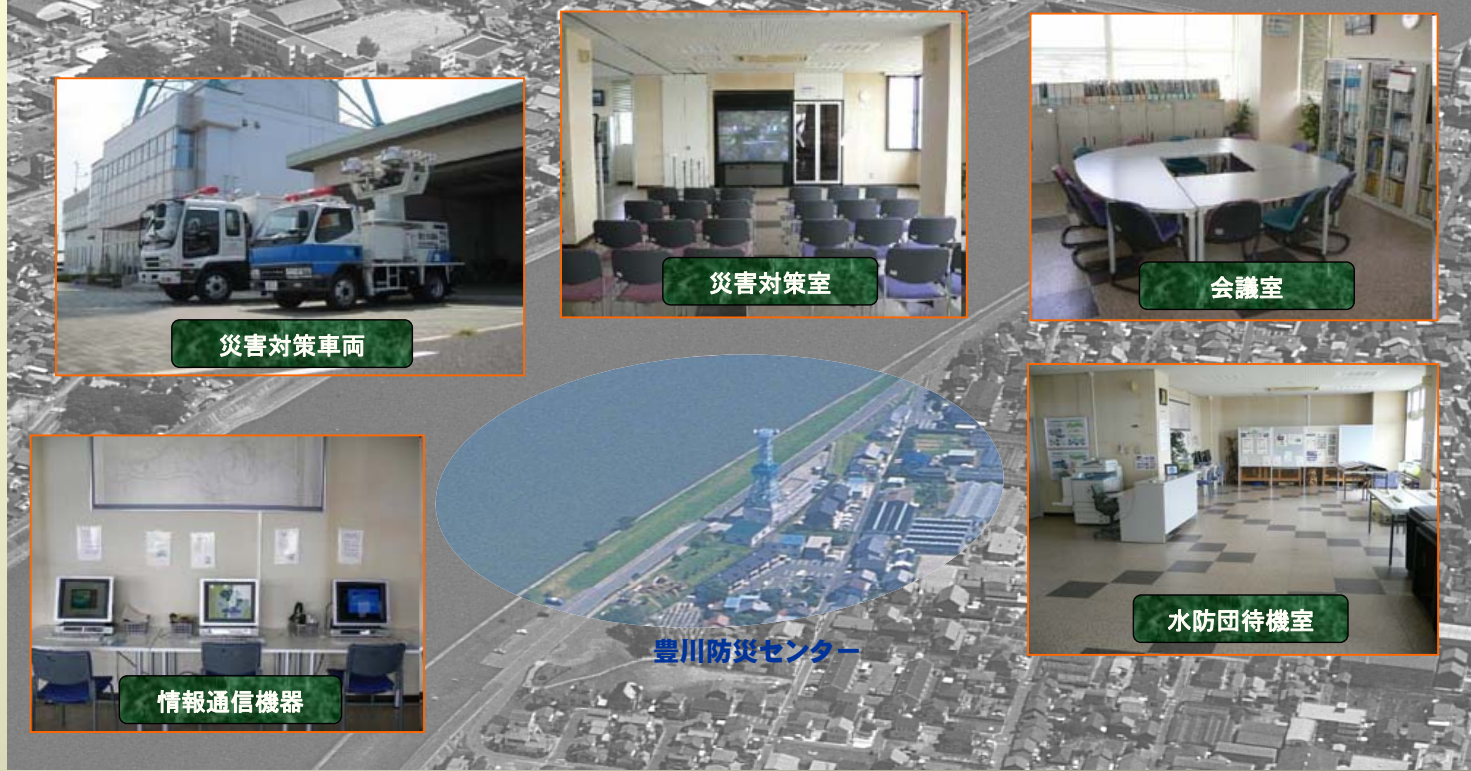 災害対策車両
災害対策室
会議室
情報通信機器
豊川防災センター
水防団待機室